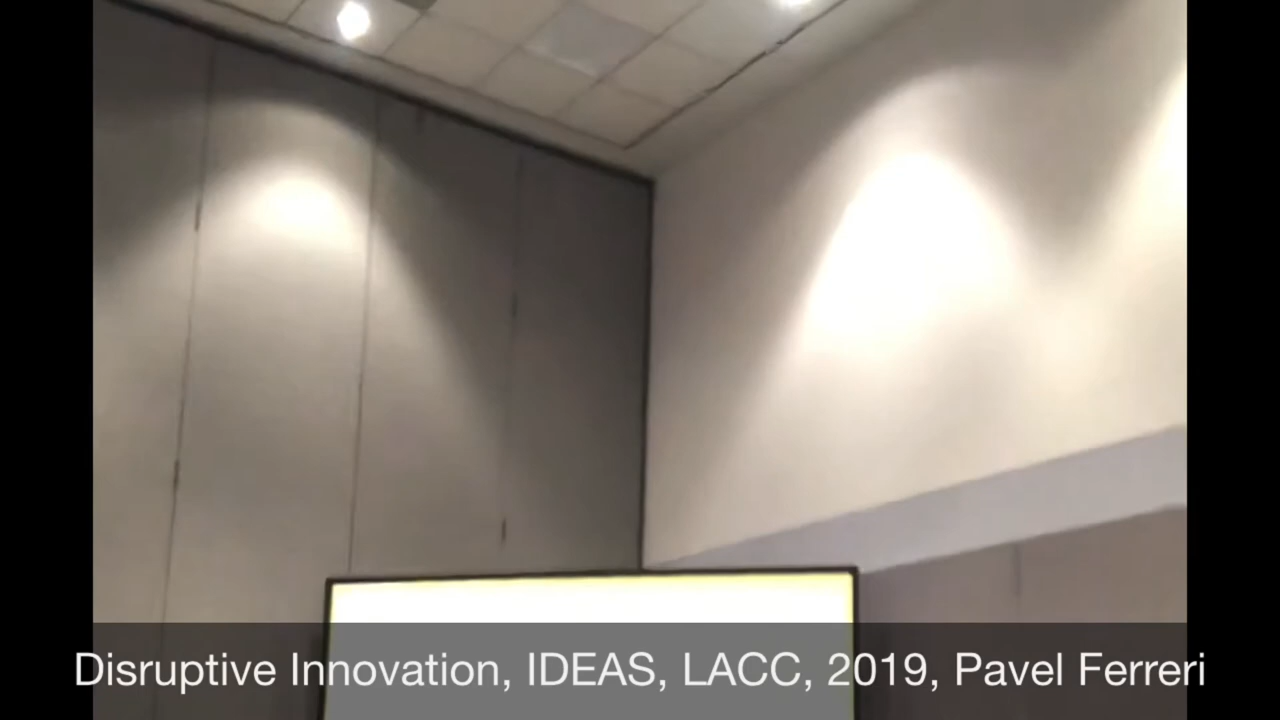 Disruptive Innovation, IDEAS, LACC, 2019, Pavel Ferreri